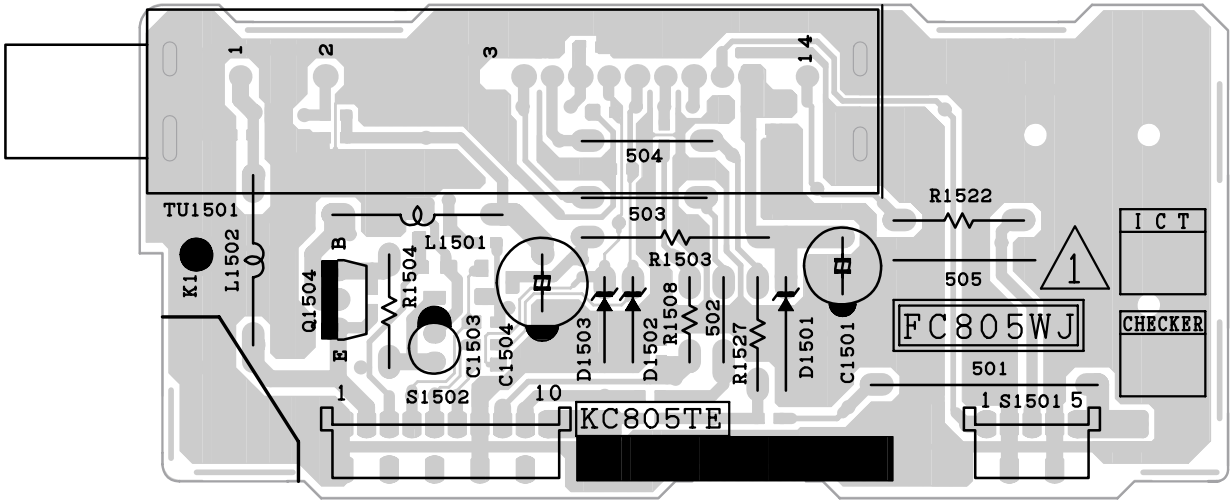 1
2
3
14
504
TU1501
503
R1522
I C T
K1
L1502
L1501
B
R1504
Q1504
E
R1503
1
505
C1503
C1504
D1503
D1502
R1508
502
R1527
D1501
C1501
FC805WJ
CHECKER
501
1
S1502
10
1
S1501
5
KC805TE